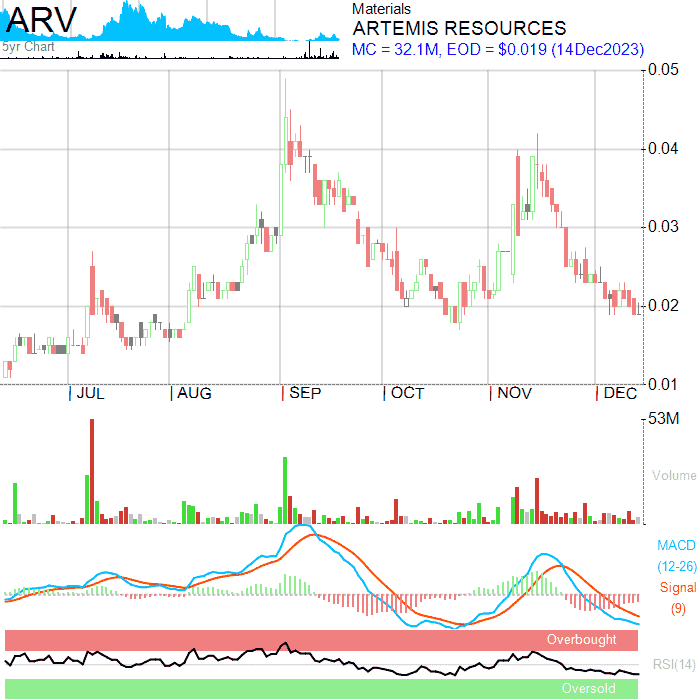 ARV
5yr Chart
Materials
ARTEMIS RESOURCES
MC = 32.1M, EOD = $0.019 (14Dec2023)
0.05
0.04
0.03
0.02
0.01
JUL
AUG
SEP
OCT
NOV
DEC
53M
Volume
MACD
(12-26)
Signal
(9)
Overbought
RSI(14)
Oversold